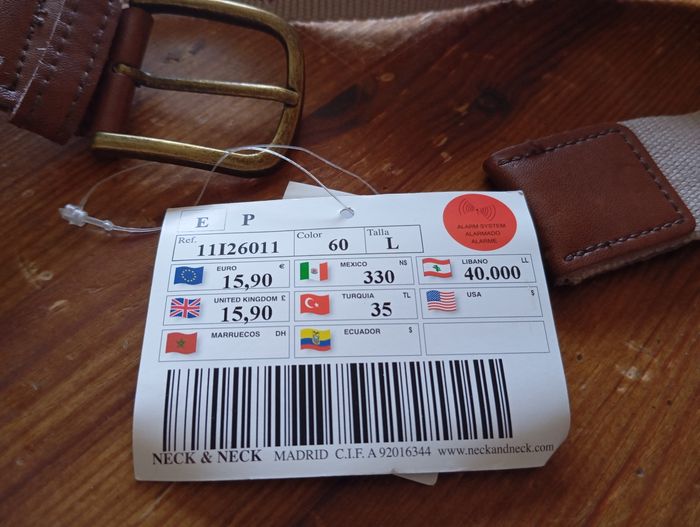 E P
Ref. 11I26011 Color 60 Talla L
ALARM SYSTEM
ALARMADO
ALARME
EURO € 15,90
MEXICO N$ 330
LIBANO LL 40.000
UNITED KINGDOM £ 15,90
TURQUIA TL 35
USA $
MARRUECOS DH
ECUADOR $
NECK & NECK MADRID C.I.F. A 92016344 www.neckandneck.com